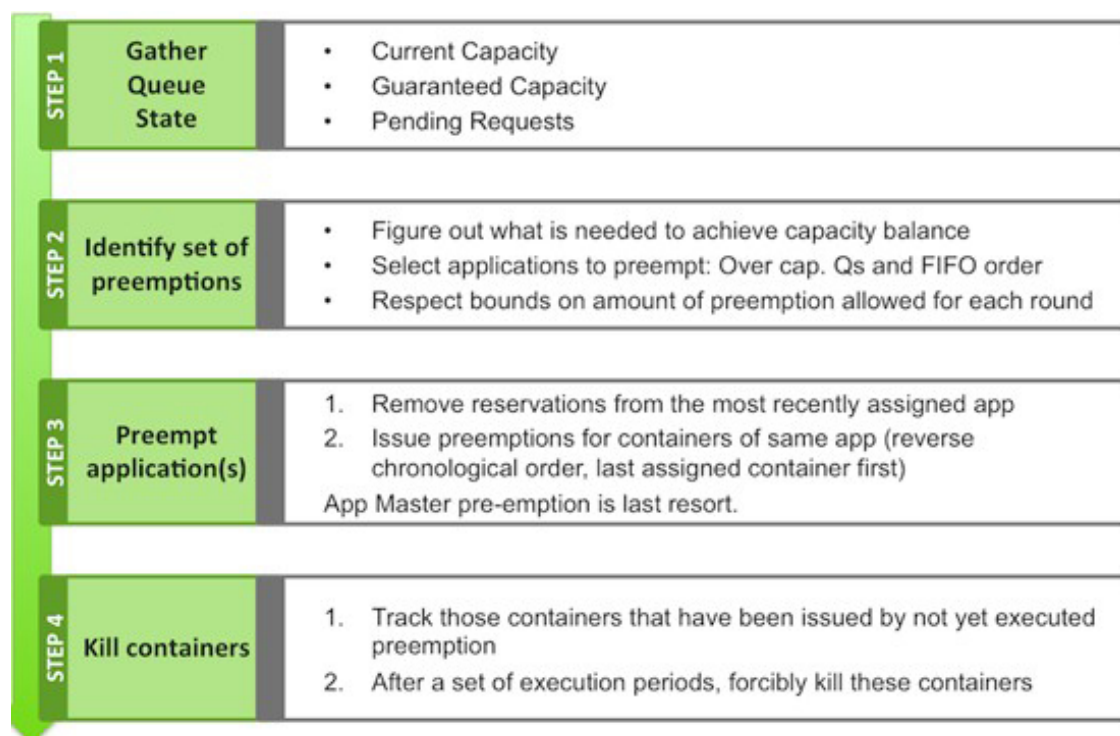 STEP 1
Gather
Queue
State
• Current Capacity
• Guaranteed Capacity
• Pending Requests
STEP 2
Identify set of
preemptions
• Figure out what is needed to achieve capacity balance
• Select applications to preempt: Over cap. Qs and FIFO order
• Respect bounds on amount of preemption allowed for each round
STEP 3
Preempt
application(s)
1. Remove reservations from the most recently assigned app
2. Issue preemptions for containers of same app (reverse
chronological order, last assigned container first)
App Master pre-emption is last resort.
STEP 4
Kill containers
1. Track those containers that have been issued by not yet executed
preemption
2. After a set of execution periods, forcibly kill these containers